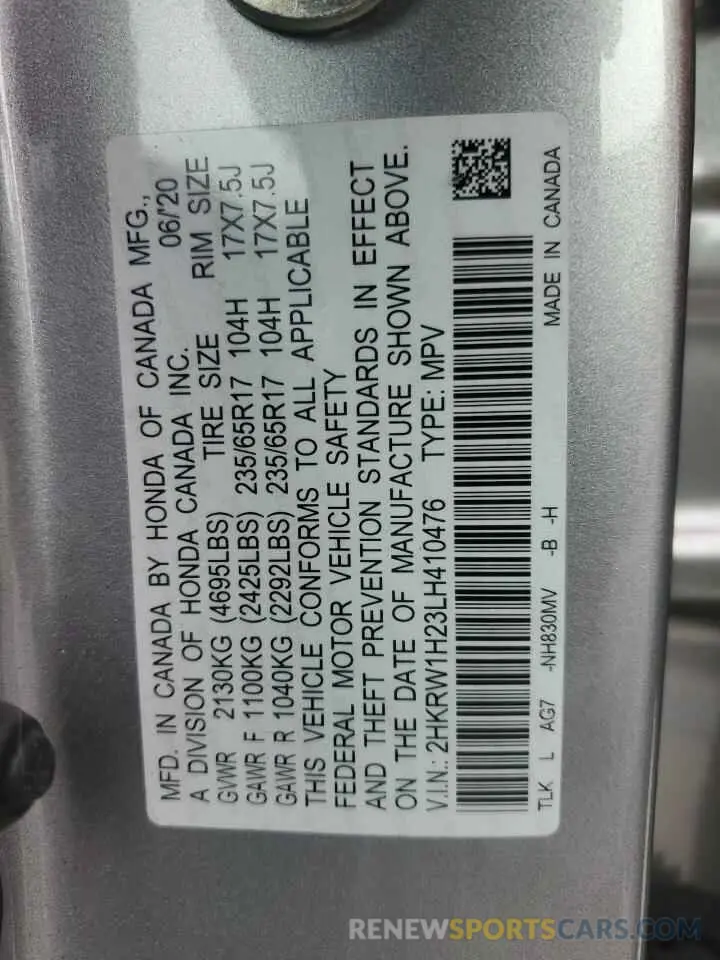 MFD. IN CANADA BY HONDA OF CANADA MFG.,
A DIVISION OF HONDA CANADA INC. 06/'20
GVWR 2130KG (4695LBS) TIRE SIZE RIM SIZE
GAWR F 1100KG (2425LBS) 235/65R17 104H 17X7.5J
GAWR R 1040KG (2292LBS) 235/65R17 104H 17X7.5J
THIS VEHICLE CONFORMS TO ALL APPLICABLE
FEDERAL MOTOR VEHICLE SAFETY
AND THEFT PREVENTION STANDARDS IN EFFECT
ON THE DATE OF MANUFACTURE SHOWN ABOVE.
V.I.N.: 2HKRW1H23LH410476 TYPE: MPV
TLK L AG7 -NH830MV -B -H MADE IN CANADA
RENEWSPORTSCARS.COM